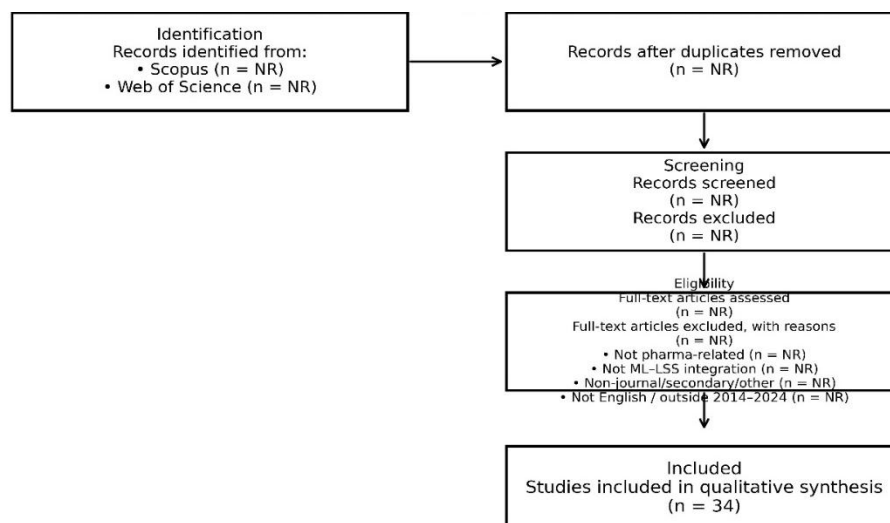 Identification
Records identified from:
• Scopus (n = NR)
• Web of Science (n = NR)
Records after duplicates removed
(n = NR)
Screening
Records screened
(n = NR)
Records excluded
(n = NR)
Eligibility
Full-text articles assessed
(n = NR)
Full-text articles excluded, with reasons
(n = NR)
• Not pharma-related (n = NR)
• Not ML–LSS integration (n = NR)
• Non-journal/secondary/other (n = NR)
• Not English / outside 2014–2024 (n = NR)
Included
Studies included in qualitative synthesis
(n = 34)